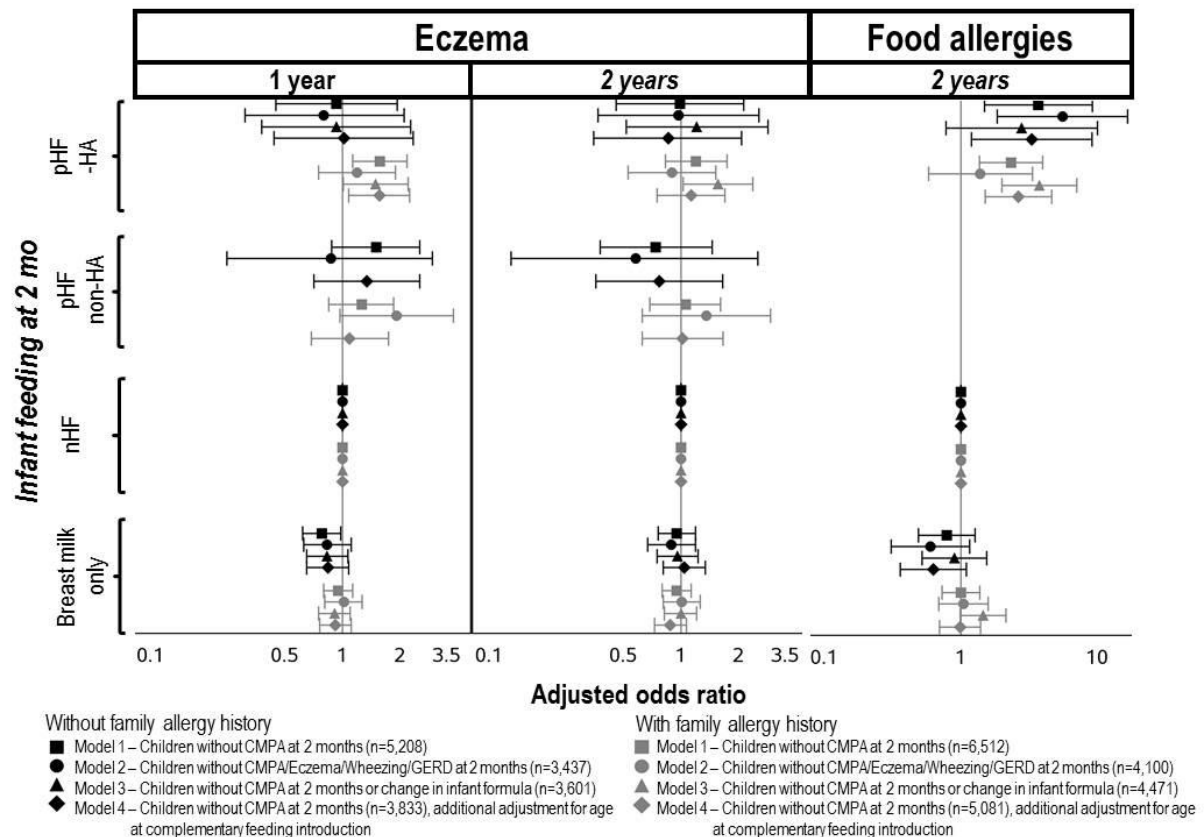 Eczema
Food allergies
1 year
2 years
2 years
Infant feeding at 2 mo
pHF
-HA
pHF
non-HA
nHF
Breast milk
only
0.1 0.5 1 2 3.5 0.1 0.5 1 2 3.5 0.1 1 10
Adjusted odds ratio
Without family allergy history
Model 1 – Children without CMPA at 2 months (n=5,208)
Model 2 – Children without CMPA/Eczema/Wheezing/GERD at 2 months (n=3,437)
Model 3 – Children without CMPA at 2 months or change in infant formula (n=3,601)
Model 4 – Children without CMPA at 2 months (n=3,833), additional adjustment for age
at complementary feeding introduction
With family allergy history
Model 1 – Children without CMPA at 2 months (n=6,512)
Model 2 – Children without CMPA/Eczema/Wheezing/GERD at 2 months (n=4,100)
Model 3 – Children without CMPA at 2 months or change in infant formula (n=4,471)
Model 4 – Children without CMPA at 2 months (n=5,081), additional adjustment for age
at complementary feeding introduction